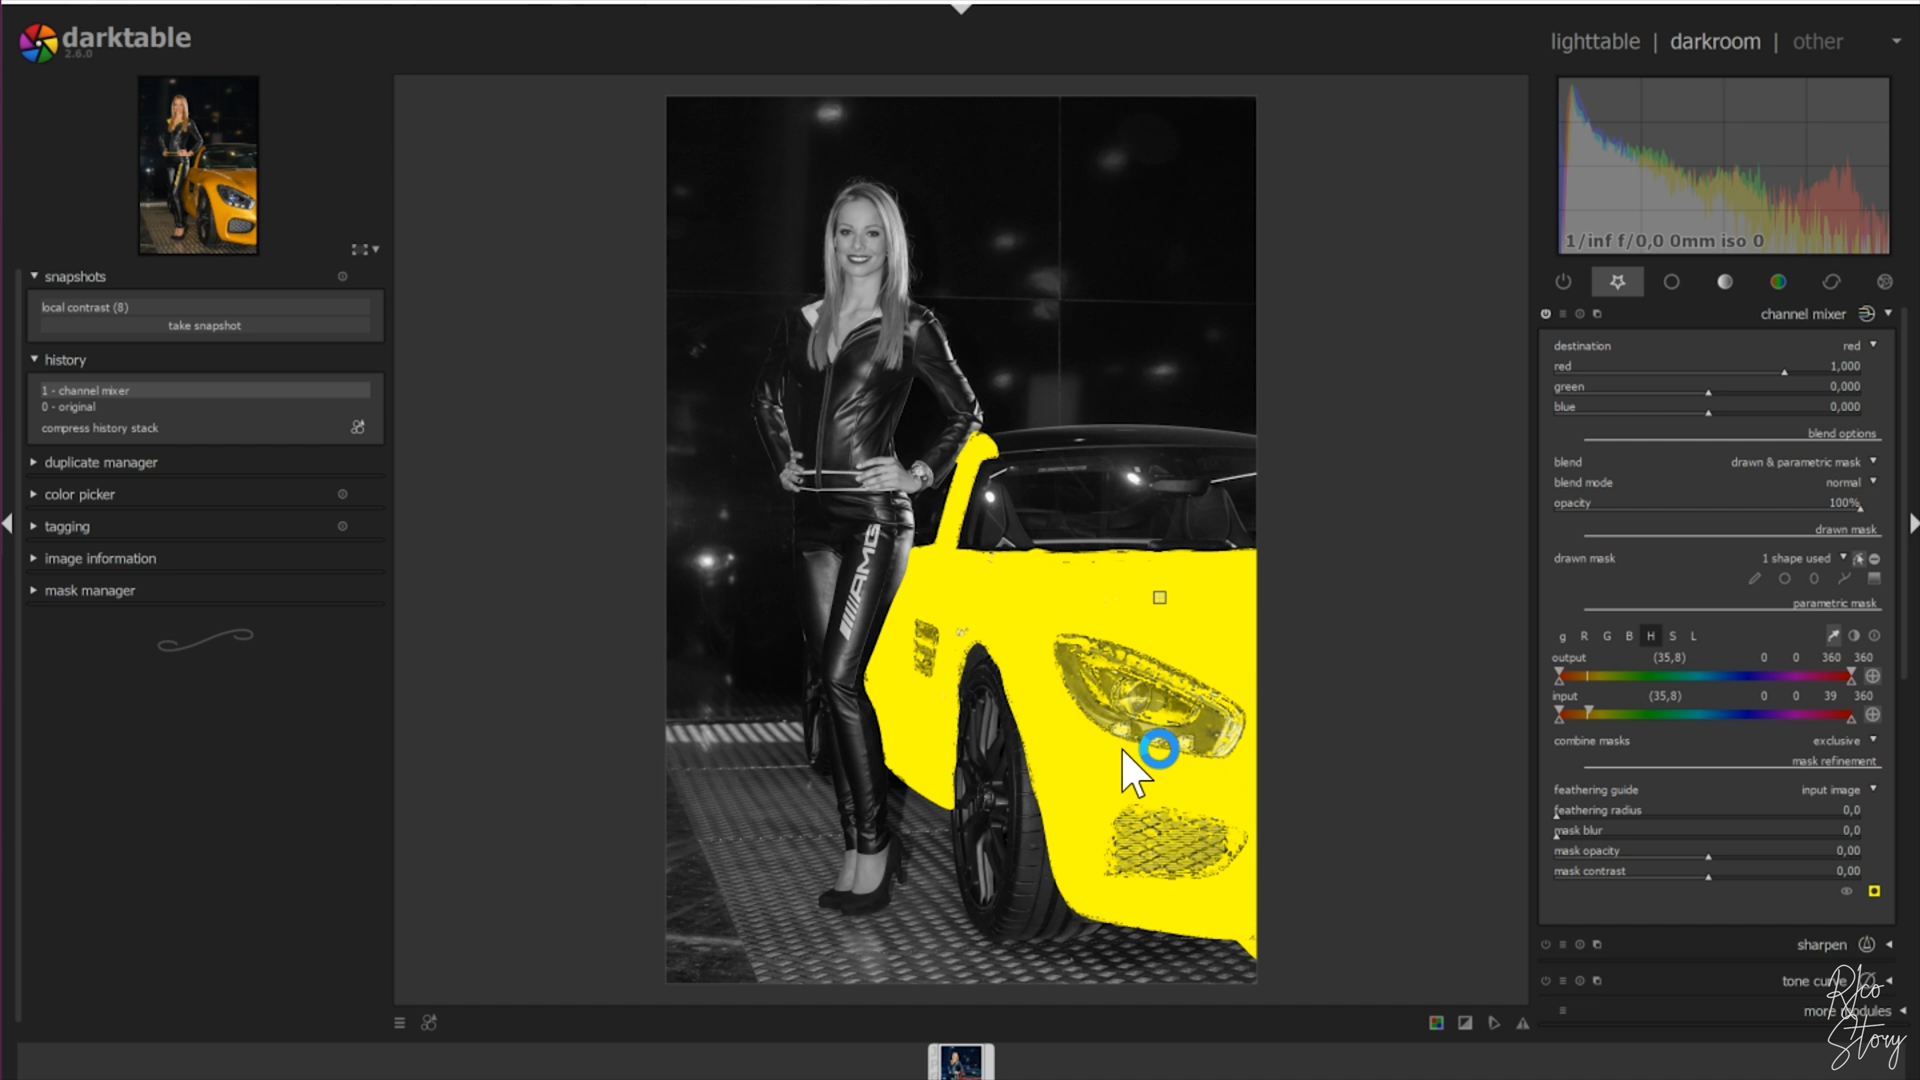 darktable
2.6.0
lighttable | darkroom | other
1/inf f/0,0 0mm iso 0
snapshots
local contrast (8)
take snapshot
history
1 - channel mixer
0 - original
compress history stack
duplicate manager
color picker
tagging
image information
mask manager
AMG
channel mixer
destination red
red 1,000
green 0,000
blue 0,000
blend options
blend drawn & parametric mask
blend mode normal
opacity 100%
drawn mask
drawn mask 1 shape used
parametric mask
g R G B H S L
output (35,8) 0 0 360 360
input (35,8) 0 0 39 360
combine masks exclusive
mask refinement
feathering guide input image
feathering radius 0,0
mask blur 0,0
mask opacity 0,00
mask contrast 0,00
sharpen
tone curve
more modules
Rico
Story